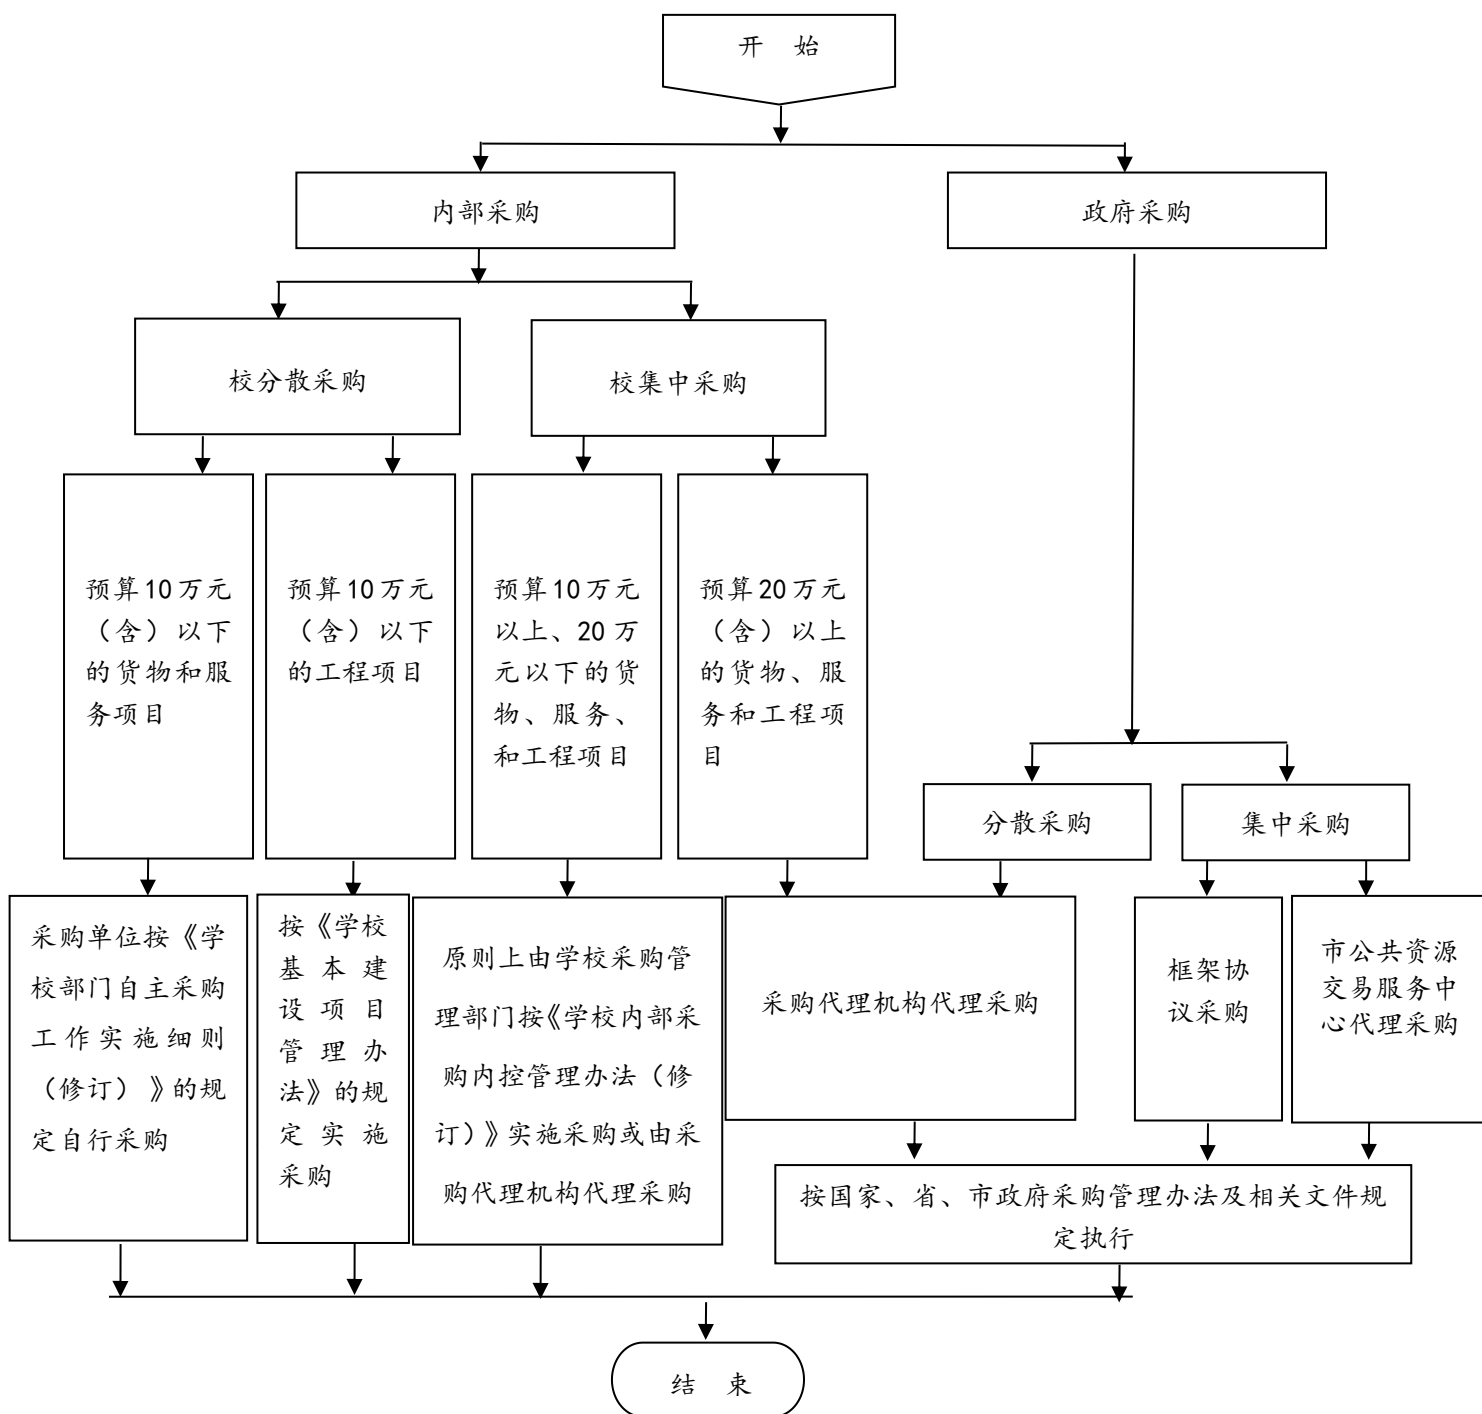 开 始
内部采购
政府采购
校分散采购
校集中采购
预算10万元
（含）以下
的货物和服
务项目
预算10万元
（含）以下
的工程项目
预算10万元
以上、20万
元以下的货
物、服务、
和工程项目
预算20万元
（含）以上
的货物、服
务和工程项
目
分散采购
集中采购
采购单位按《学
校部门自主采购
工作实施细则
（修订）》的规
定自行采购
按《学校
基本建
设项目
管理办
法》的规
定实施
采购
原则上由学校采购管
理部门按《学校内部采
购内控管理办法（修
订）》实施采购或由采
购代理机构代理采购
采购代理机构代理采购
框架协
议采购
市公共资源
交易服务中
心代理采购
按国家、省、市政府采购管理办法及相关文件规
定执行
结 束